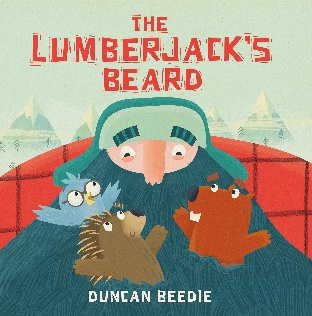 THE
LUMBERJACK'S
BEARD
DUNCAN BEEDIE